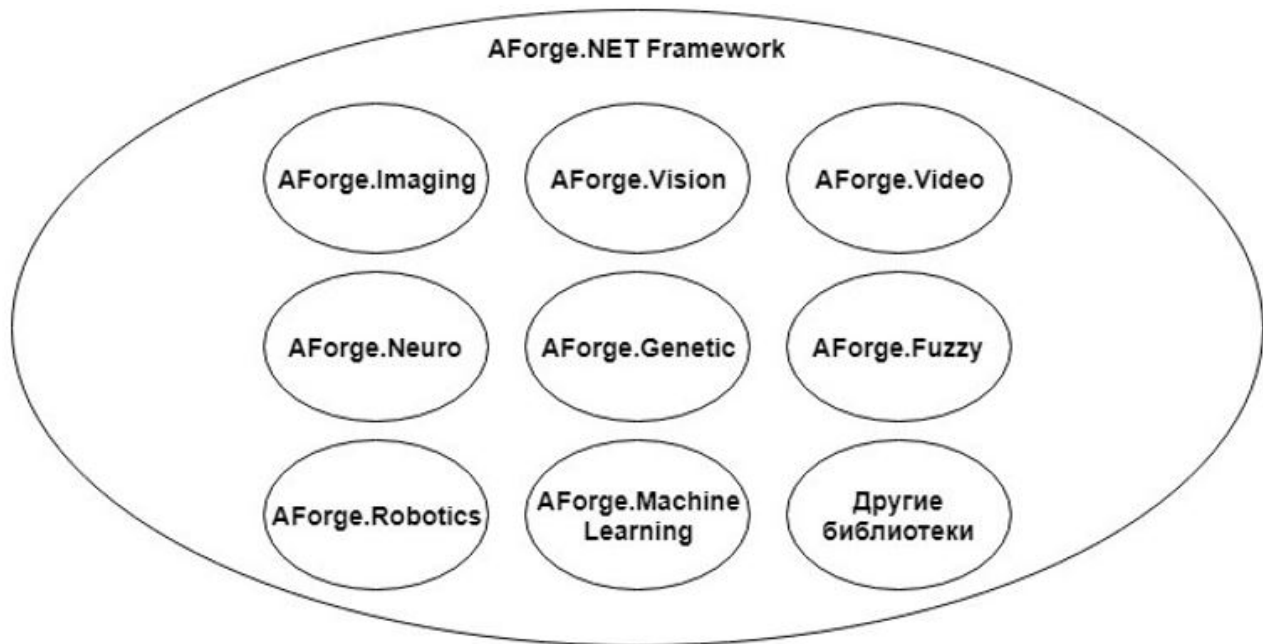 AForge.NET Framework
AForge.Imaging
AForge.Vision
AForge.Video
AForge.Neuro
AForge.Genetic
AForge.Fuzzy
AForge.Robotics
AForge.Machine
Learning
Другие
библиотеки